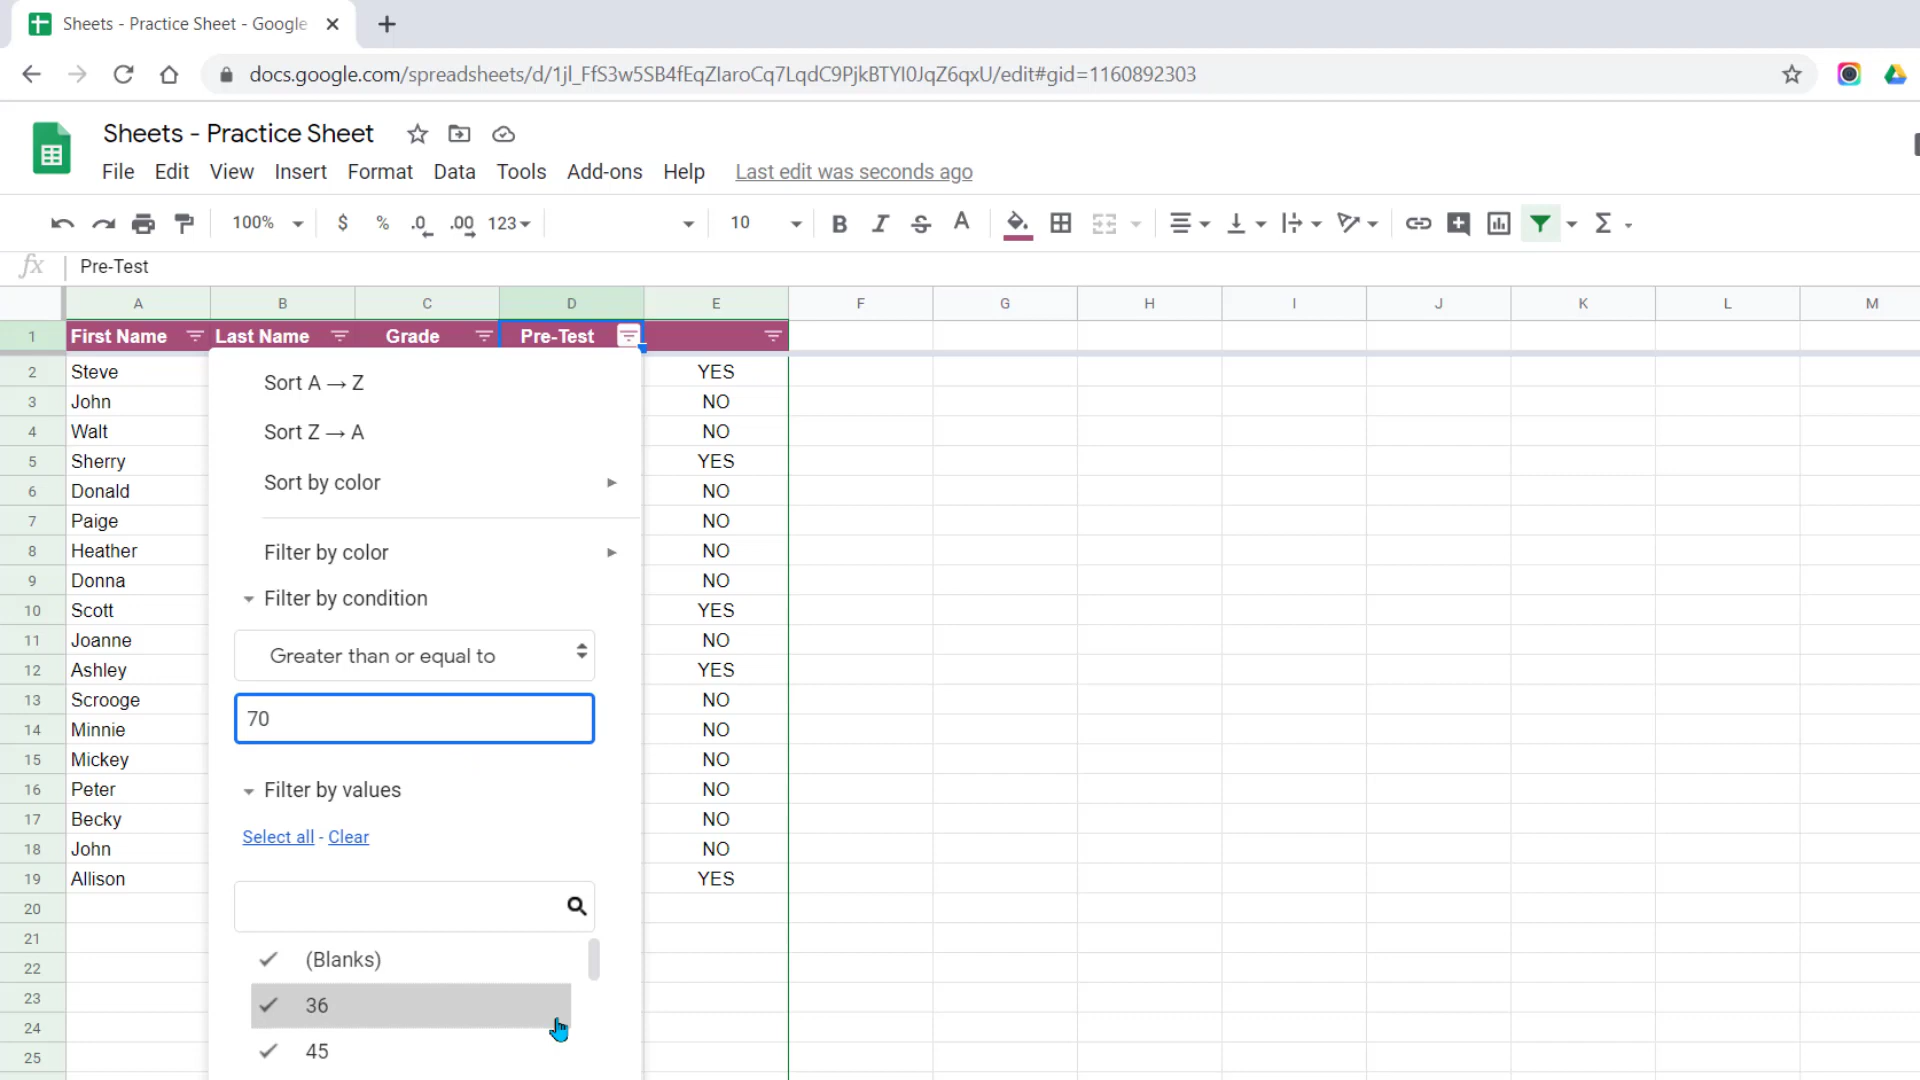 Sheets - Practice Sheet - Google
docs.google.com/spreadsheets/d/1jl_FfS3w5SB4fEqZIaroCq7LqdC9PjkBTYI0JqZ6qxU/edit#gid=1160892303
Sheets - Practice Sheet
File Edit View Insert Format Data Tools Add-ons Help Last edit was seconds ago
100% $ % .0 .00 123 10 B I S A Σ
fx Pre-Test
A B C D E F G H I J K L M
1 First Name Last Name Grade Pre-Test
2 Steve YES
3 John NO
4 Walt NO
5 Sherry YES
6 Donald NO
7 Paige NO
8 Heather NO
9 Donna NO
10 Scott YES
11 Joanne NO
12 Ashley YES
13 Scrooge NO
14 Minnie NO
15 Mickey NO
16 Peter NO
17 Becky NO
18 John NO
19 Allison YES
20
21
22
23
24
25
Sort A → Z
Sort Z → A
Sort by color
Filter by color
Filter by condition
Greater than or equal to
70
Filter by values
Select all - Clear
(Blanks)
36
45